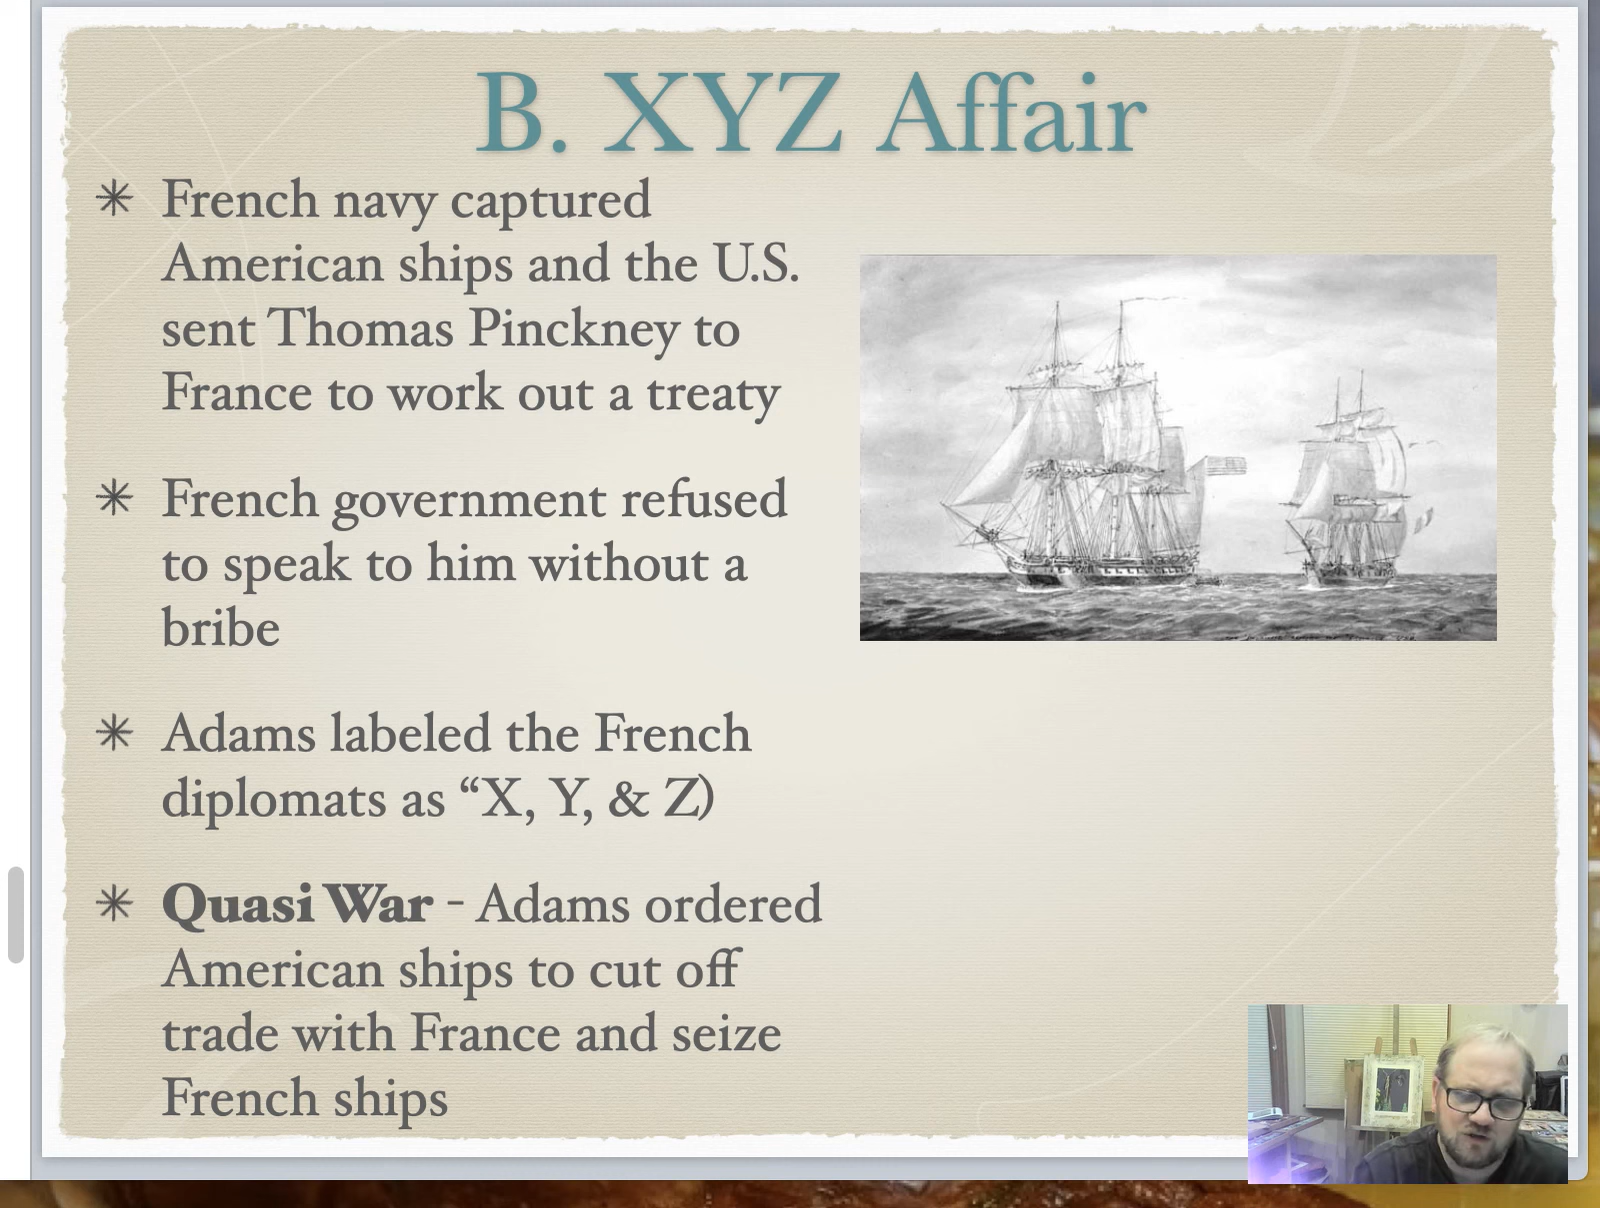 B. XYZ Affair
✳ French navy captured
American ships and the U.S.
sent Thomas Pinckney to
France to work out a treaty
✳ French government refused
to speak to him without a
bribe
✳ Adams labeled the French
diplomats as “X, Y, & Z)
✳ Quasi War - Adams ordered
American ships to cut off
trade with France and seize
French ships